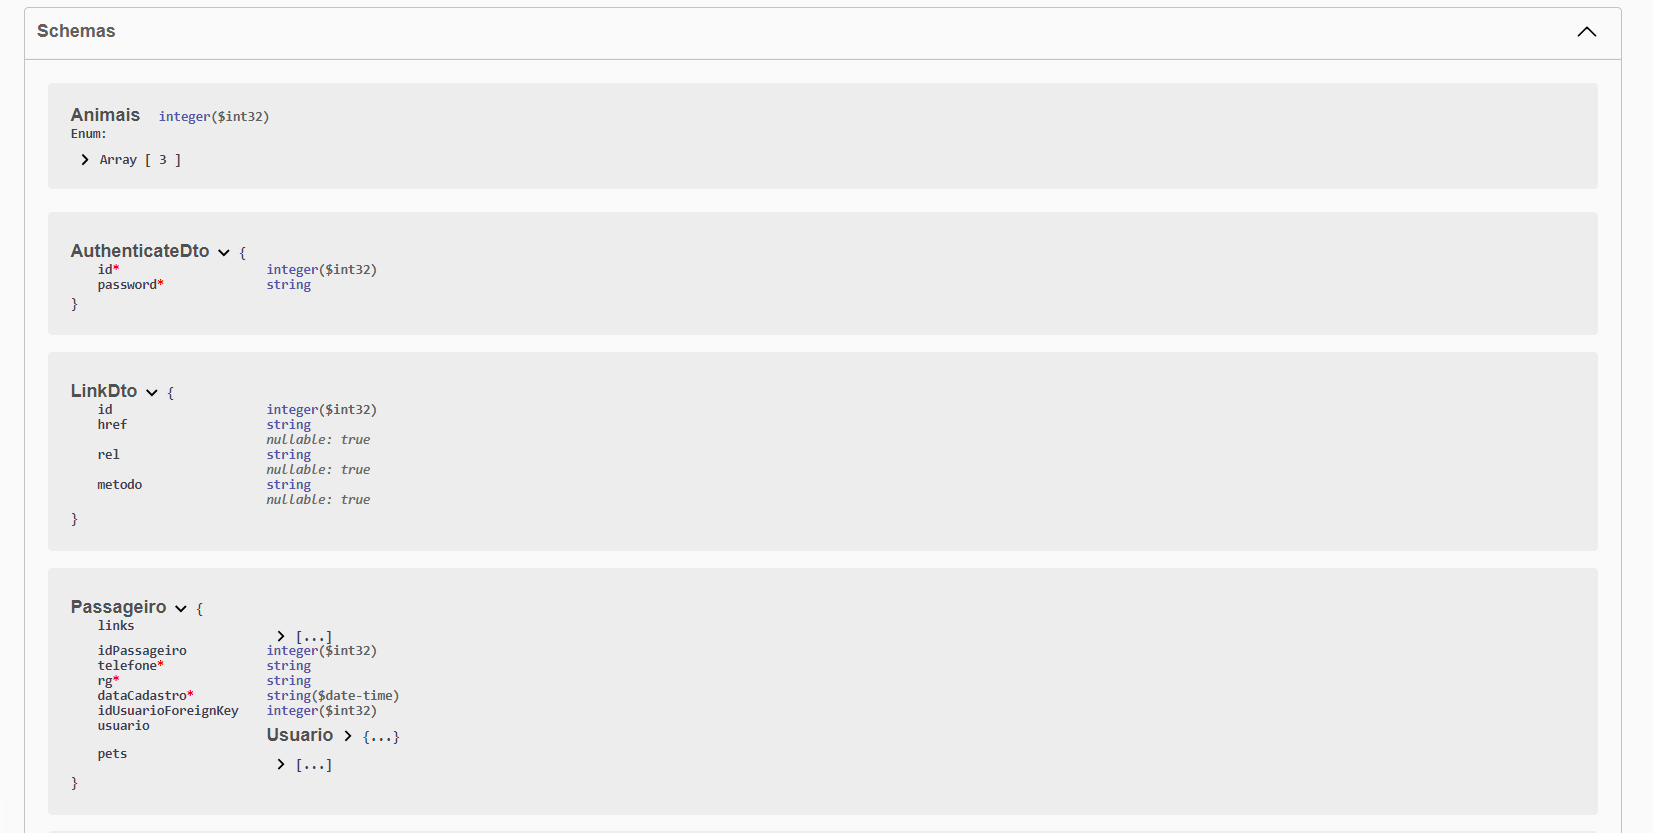 Schemas
Animais integer($int32)
Enum:
Array [ 3 ]
AuthenticateDto {
id* integer($int32)
password* string
}
LinkDto {
id integer($int32)
href string
nullable: true
rel string
nullable: true
metodo string
nullable: true
}
Passageiro {
links
[...]
idPassageiro integer($int32)
telefone* string
rg* string
dataCadastro* string($date-time)
idUsuarioForeignKey integer($int32)
usuario
Usuario {...}
pets
[...]
}